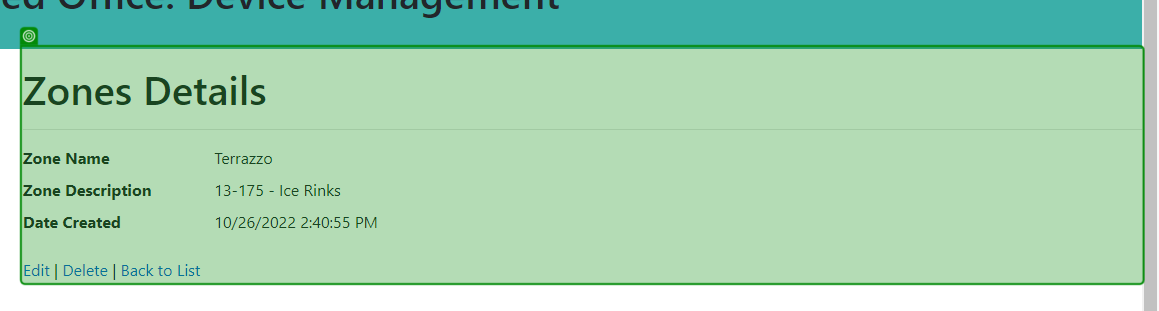 ed Office: Device Management
Zones Details
Zone Name Terrazzo
Zone Description 13-175 - Ice Rinks
Date Created 10/26/2022 2:40:55 PM
Edit | Delete | Back to List